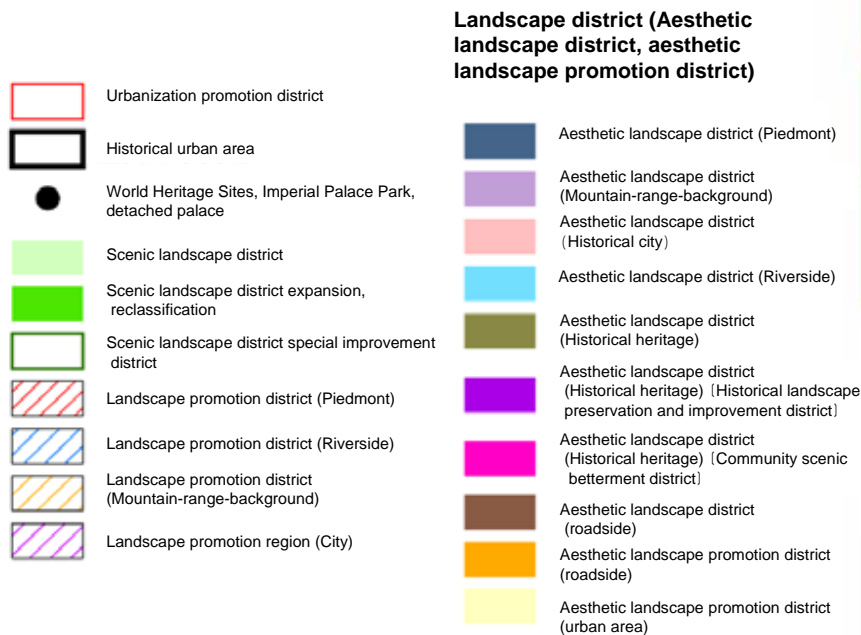 Urbanization promotion district
Historical urban area
World Heritage Sites, Imperial Palace Park,
detached palace
Scenic landscape district
Scenic landscape district expansion,
reclassification
Scenic landscape district special improvement
district
Landscape promotion district (Piedmont)
Landscape promotion district (Riverside)
Landscape promotion district
(Mountain-range-background)
Landscape promotion region (City)
Landscape district (Aesthetic
landscape district, aesthetic
landscape promotion district)
Aesthetic landscape district (Piedmont)
Aesthetic landscape district
(Mountain-range-background)
Aesthetic landscape district
(Historical city)
Aesthetic landscape district (Riverside)
Aesthetic landscape district
(Historical heritage)
Aesthetic landscape district
(Historical heritage) [Historical landscape
preservation and improvement district]
Aesthetic landscape district
(Historical heritage) [Community scenic
betterment district]
Aesthetic landscape district
(roadside)
Aesthetic landscape promotion district
(roadside)
Aesthetic landscape promotion district
(urban area)